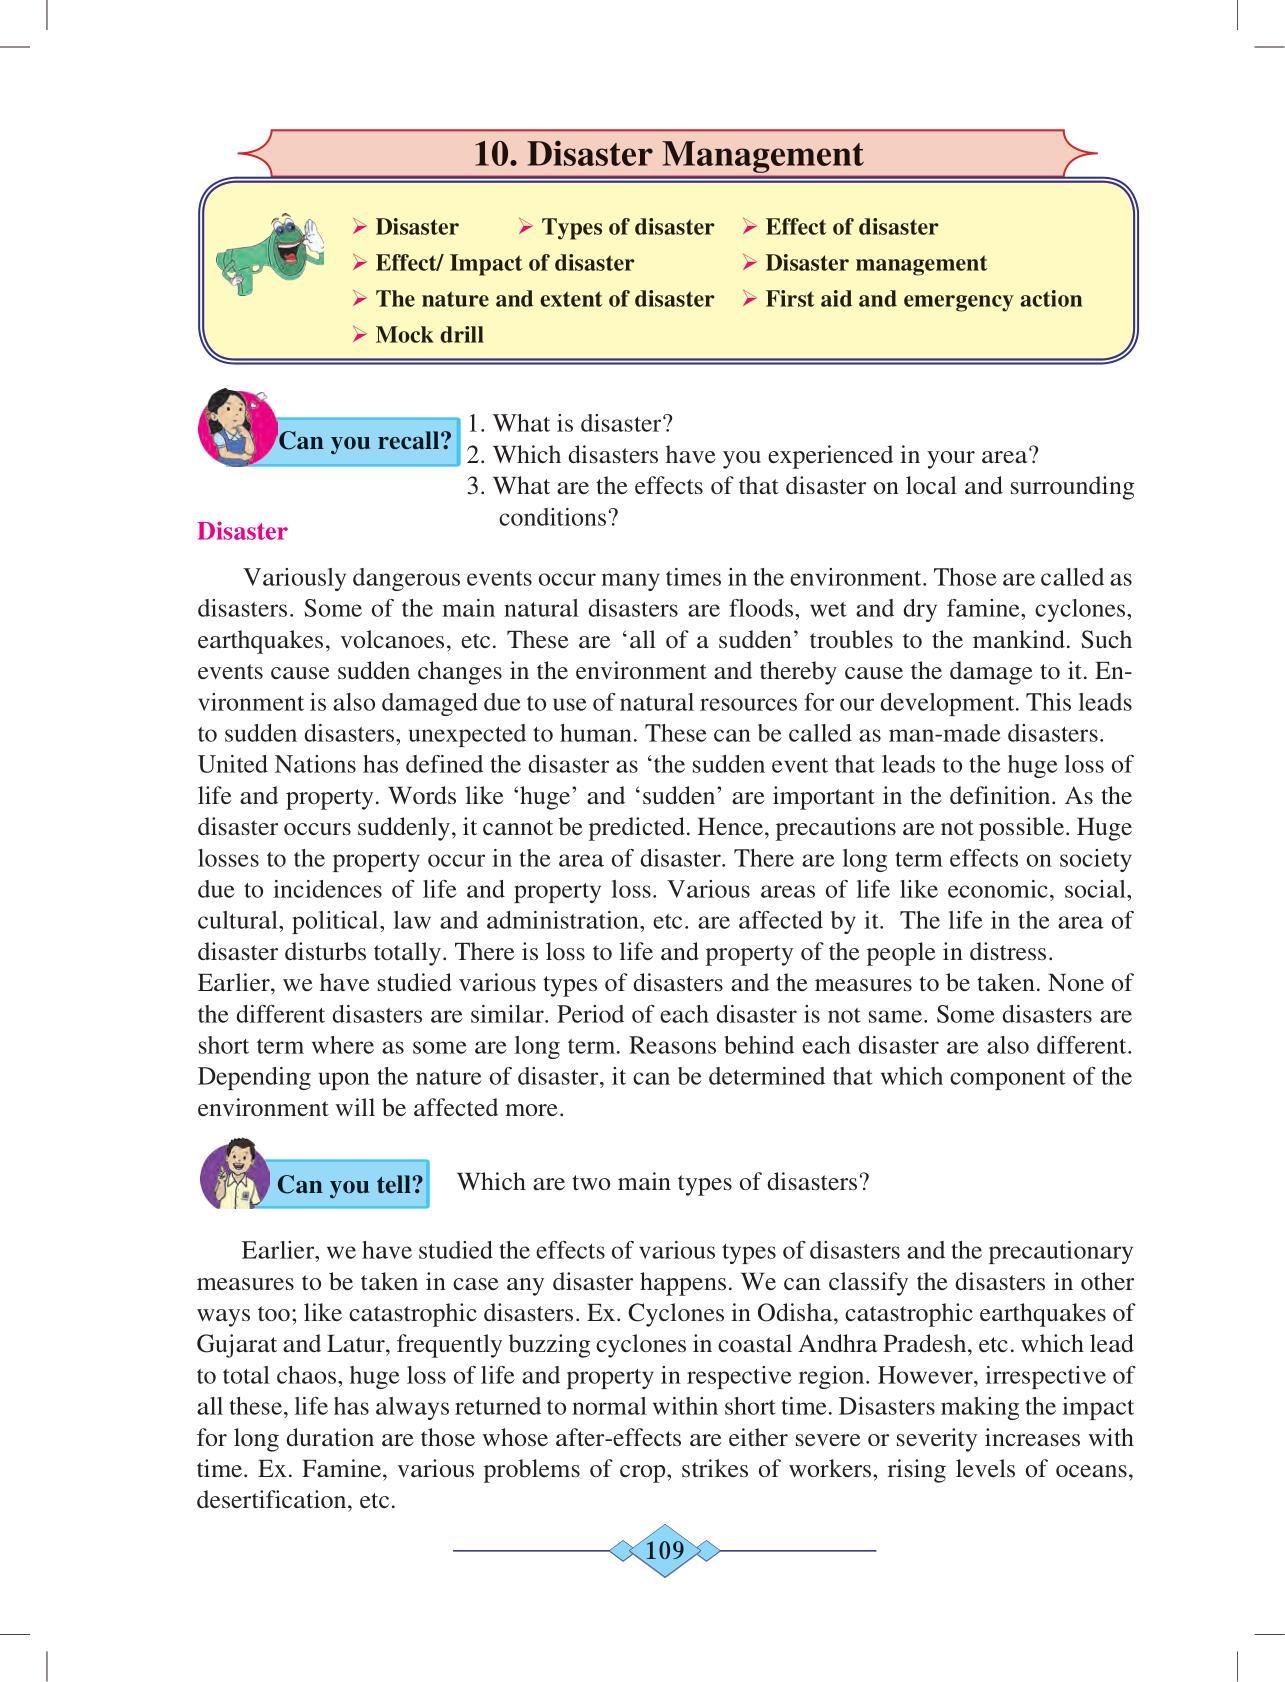 10. Disaster Management
➢ Disaster ➢ Types of disaster ➢ Effect of disaster
➢ Effect/ Impact of disaster ➢ Disaster management
➢ The nature and extent of disaster ➢ First aid and emergency action
➢ Mock drill
Can you recall?
1. What is disaster?
2. Which disasters have you experienced in your area?
3. What are the effects of that disaster on local and surrounding
conditions?
Disaster
Variously dangerous events occur many times in the environment. Those are called as
disasters. Some of the main natural disasters are floods, wet and dry famine, cyclones,
earthquakes, volcanoes, etc. These are ‘all of a sudden’ troubles to the mankind. Such
events cause sudden changes in the environment and thereby cause the damage to it. En-
vironment is also damaged due to use of natural resources for our development. This leads
to sudden disasters, unexpected to human. These can be called as man-made disasters.
United Nations has defined the disaster as ‘the sudden event that leads to the huge loss of
life and property. Words like ‘huge’ and ‘sudden’ are important in the definition. As the
disaster occurs suddenly, it cannot be predicted. Hence, precautions are not possible. Huge
losses to the property occur in the area of disaster. There are long term effects on society
due to incidences of life and property loss. Various areas of life like economic, social,
cultural, political, law and administration, etc. are affected by it. The life in the area of
disaster disturbs totally. There is loss to life and property of the people in distress.
Earlier, we have studied various types of disasters and the measures to be taken. None of
the different disasters are similar. Period of each disaster is not same. Some disasters are
short term where as some are long term. Reasons behind each disaster are also different.
Depending upon the nature of disaster, it can be determined that which component of the
environment will be affected more.
Can you tell?
Which are two main types of disasters?
Earlier, we have studied the effects of various types of disasters and the precautionary
measures to be taken in case any disaster happens. We can classify the disasters in other
ways too; like catastrophic disasters. Ex. Cyclones in Odisha, catastrophic earthquakes of
Gujarat and Latur, frequently buzzing cyclones in coastal Andhra Pradesh, etc. which lead
to total chaos, huge loss of life and property in respective region. However, irrespective of
all these, life has always returned to normal within short time. Disasters making the impact
for long duration are those whose after-effects are either severe or severity increases with
time. Ex. Famine, various problems of crop, strikes of workers, rising levels of oceans,
desertification, etc.
109